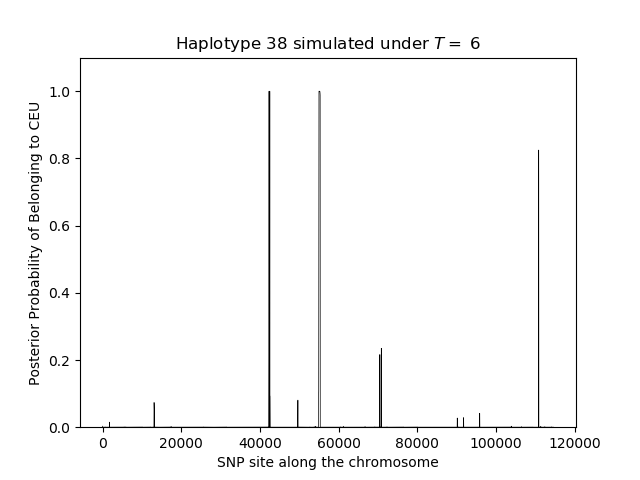 Haplotype 38 simulated under T = 6
Posterior Probability of Belonging to CEU
1.0
0.8
0.6
0.4
0.2
0.0
0 20000 40000 60000 80000 100000 120000
SNP site along the chromosome